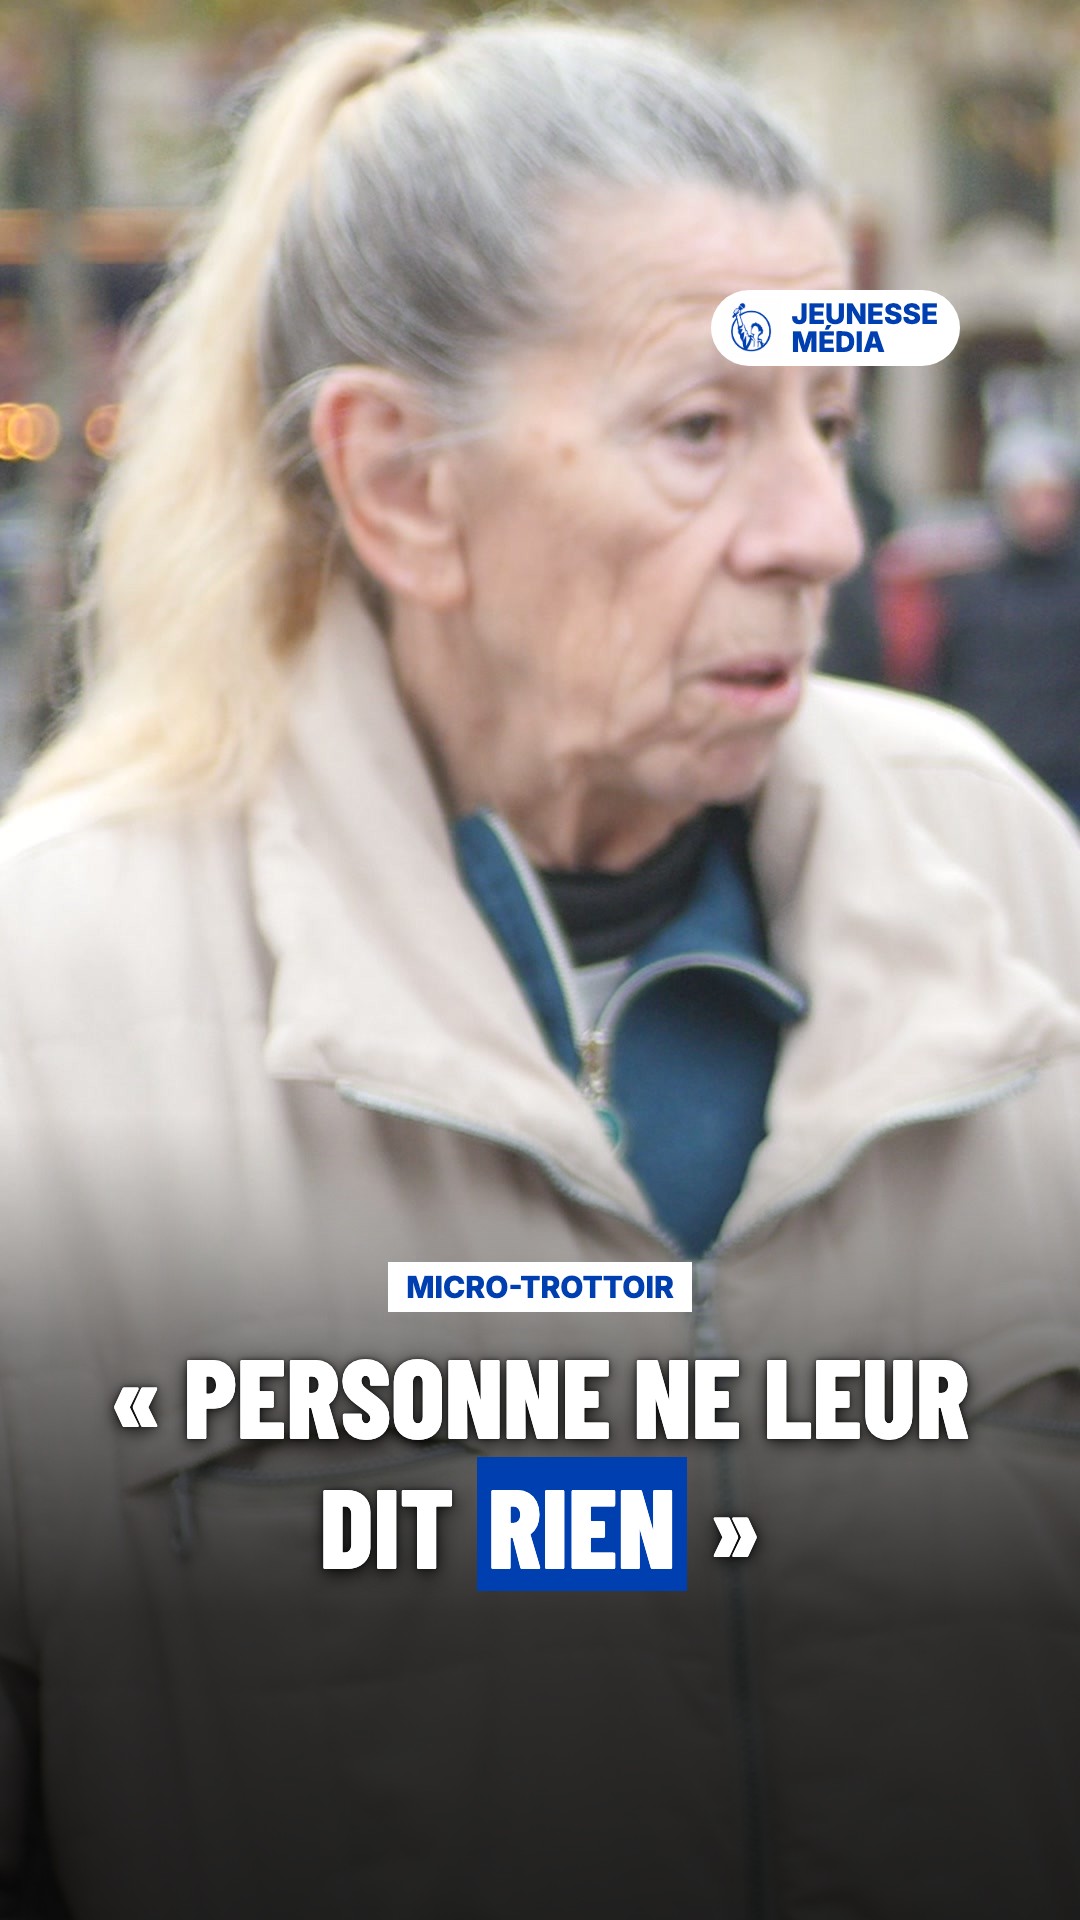 JEUNESSE
MÉDIA
MICRO-TROTTOIR
« PERSONNE NE LEUR
DIT RIEN »